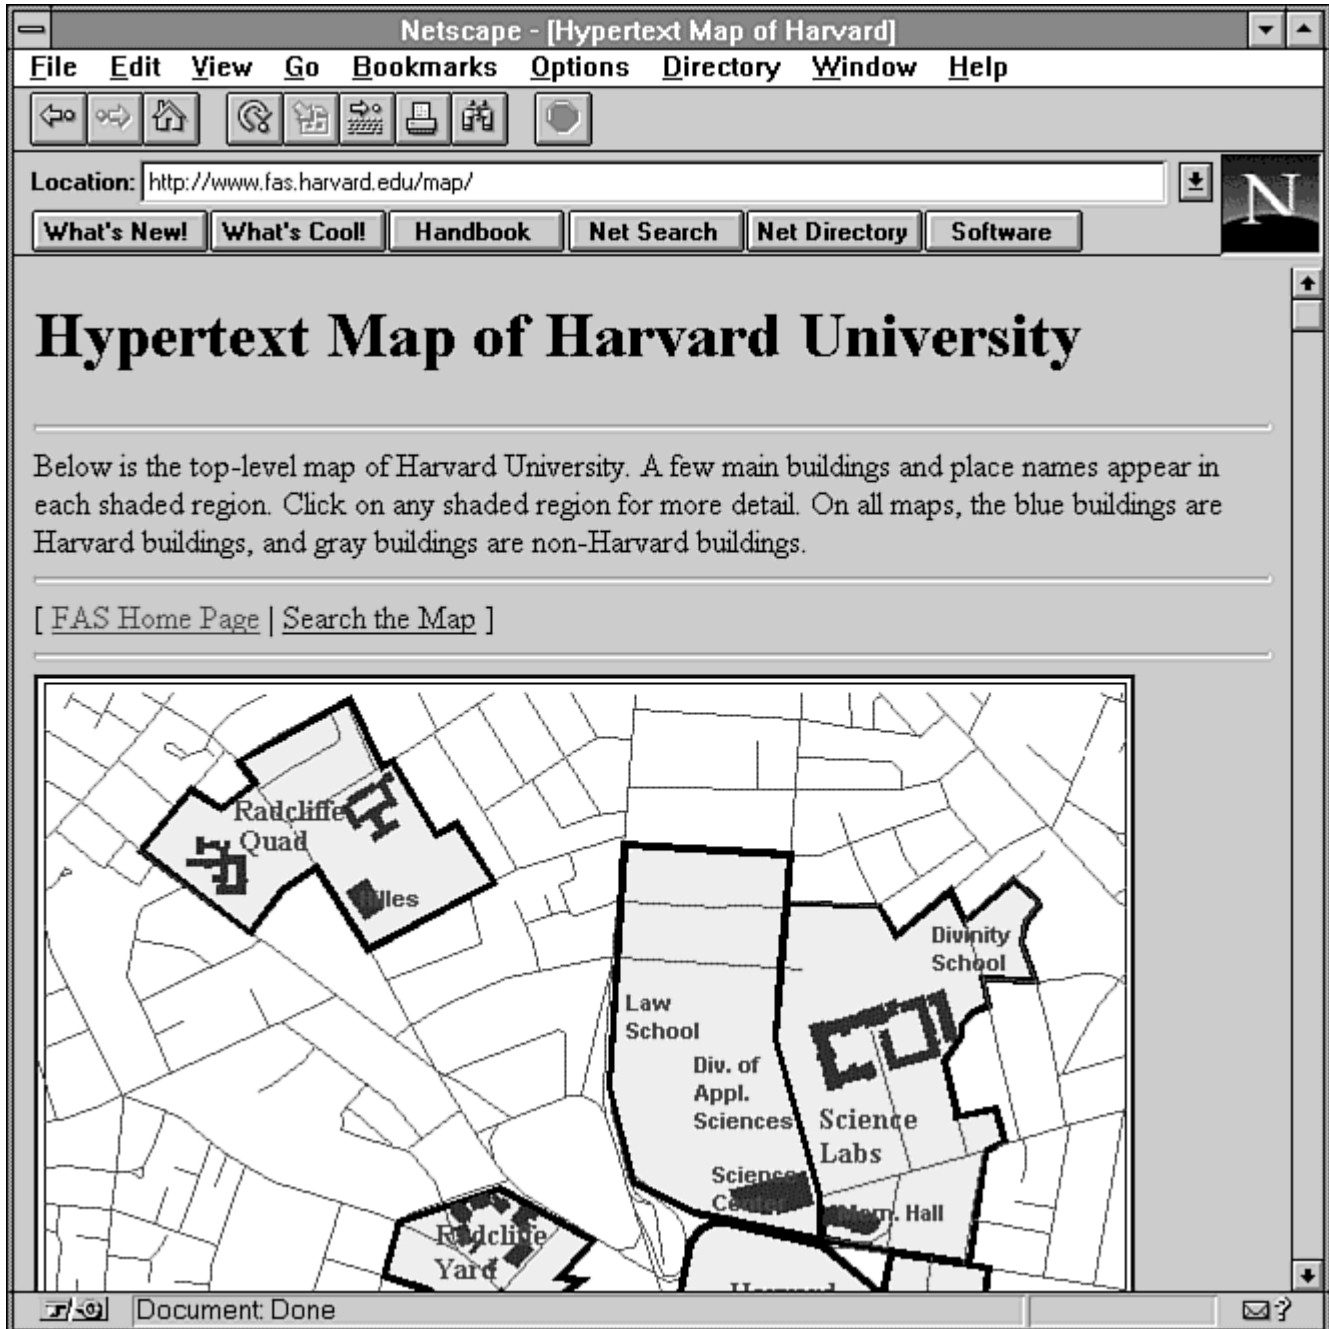 Netscape - [Hypertext Map of Harvard]
File Edit View Go Bookmarks Options Directory Window Help
Location: http://www.fas.harvard.edu/map/
N
What's New! What's Cool! Handbook Net Search Net Directory Software
Hypertext Map of Harvard University
Below is the top-level map of Harvard University. A few main buildings and place names appear in
each shaded region. Click on any shaded region for more detail. On all maps, the blue buildings are
Harvard buildings, and gray buildings are non-Harvard buildings.
[ FAS Home Page | Search the Map ]
Radcliffe
Quad
Hilles
Divinity
School
Law
School
Div. of
Appl.
Sciences
Science
Labs
Science
Center
Mem. Hall
Radcliffe
Yard
Harvard
Document: Done
?